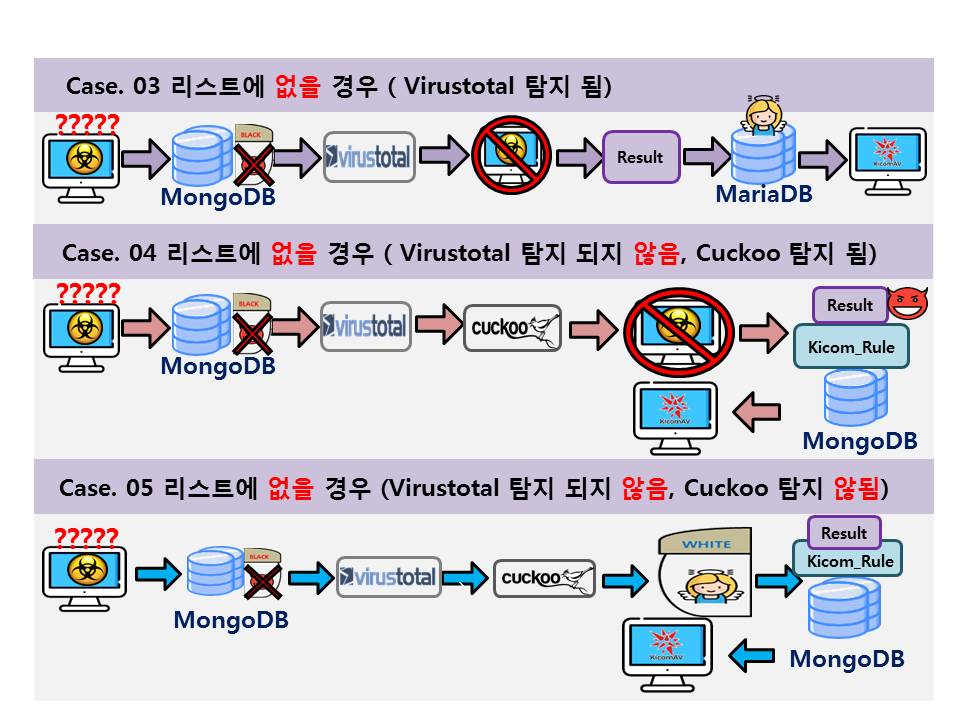 Case. 03 리스트에 없을 경우 ( Virustotal 탐지 됨)
?????
BLACK
MongoDB
virustotal
Result
MariaDB
KicomAV
Case. 04 리스트에 없을 경우 ( Virustotal 탐지 되지 않음, Cuckoo 탐지 됨)
?????
BLACK
MongoDB
virustotal
cuckoo
Result
Kicom_Rule
MongoDB
KicomAV
Case. 05 리스트에 없을 경우 (Virustotal 탐지 되지 않음, Cuckoo 탐지 않됨)
?????
BLACK
MongoDB
virustotal
cuckoo
WHITE
Result
Kicom_Rule
MongoDB
KicomAV